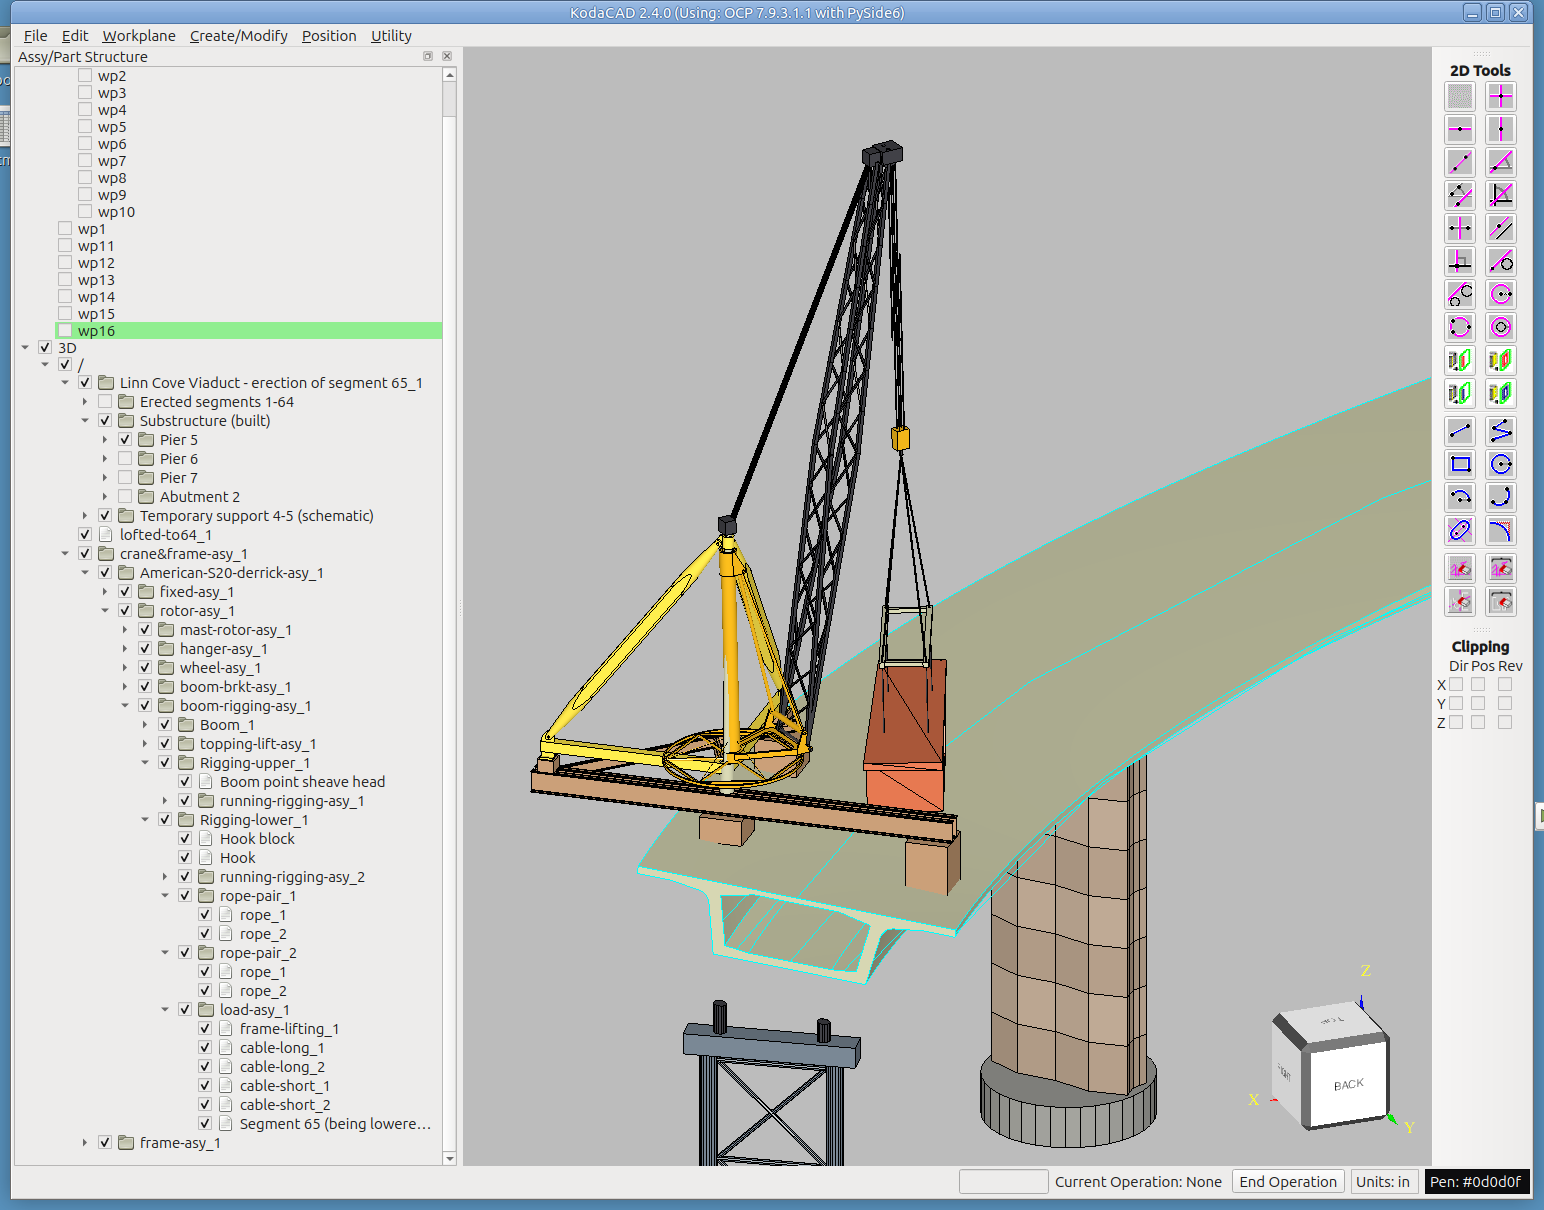 KodaCAD 2.4.0 (Using: OCP 7.9.3.1.1 with PySide6)
File Edit Workplane Create/Modify Position Utility
Assy/Part Structure
wp2
wp3
wp4
wp5
wp6
wp7
wp8
wp9
wp10
wp1
wp11
wp12
wp13
wp14
wp15
wp16
3D
/
Linn Cove Viaduct - erection of segment 65_1
Erected segments 1-64
Substructure (built)
Pier 5
Pier 6
Pier 7
Abutment 2
Temporary support 4-5 (schematic)
lofted-to64_1
crane&frame-asy_1
American-S20-derrick-asy_1
fixed-asy_1
rotor-asy_1
mast-rotor-asy_1
hanger-asy_1
wheel-asy_1
boom-brkt-asy_1
boom-rigging-asy_1
Boom_1
topping-lift-asy_1
Rigging-upper_1
Boom point sheave head
running-rigging-asy_1
Rigging-lower_1
Hook block
Hook
running-rigging-asy_2
rope-pair_1
rope_1
rope_2
rope-pair_2
rope_1
rope_2
load-asy_1
frame-lifting_1
cable-long_1
cable-long_2
cable-short_1
cable-short_2
Segment 65 (being lowere...
frame-asy_1
2D Tools
Clipping
Dir Pos Rev
X
Y
Z
Z
TOP
RIGHT
BACK
X
Y
Current Operation: None End Operation Units: in Pen: #0d0d0f